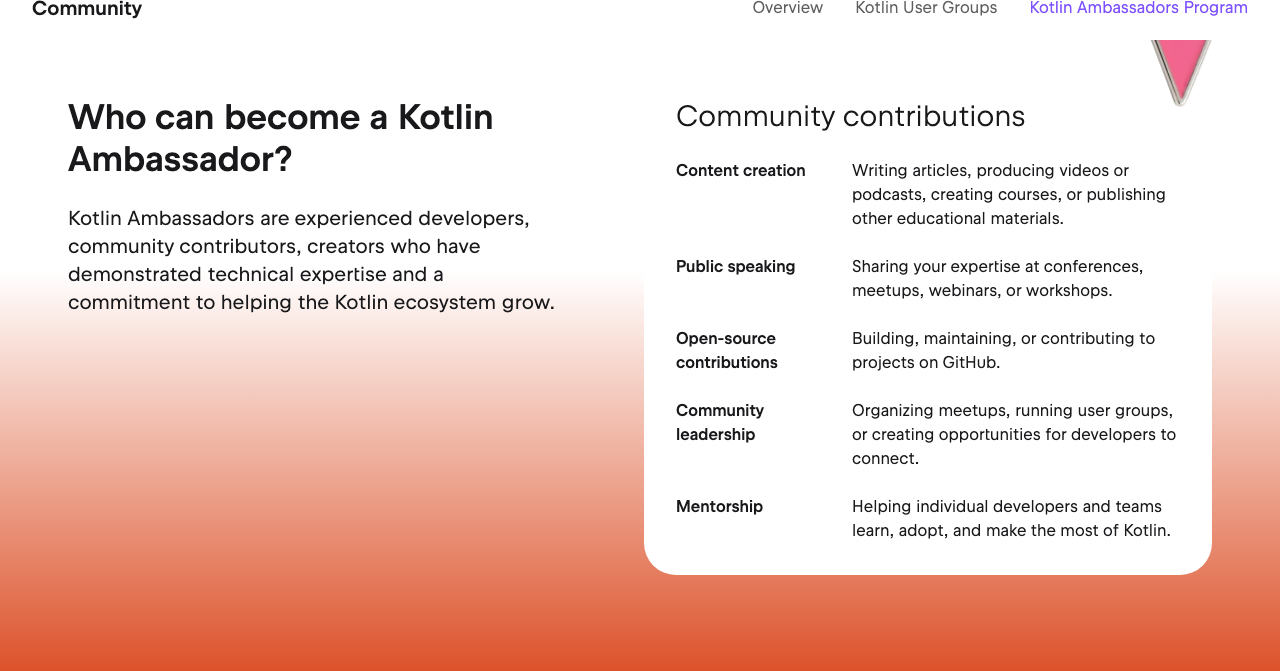 Community
Overview
Kotlin User Groups
Kotlin Ambassadors Program
Who can become a Kotlin
Ambassador?
Kotlin Ambassadors are experienced developers,
community contributors, creators who have
demonstrated technical expertise and a
commitment to helping the Kotlin ecosystem grow.
Community contributions
Content creation
Writing articles, producing videos or
podcasts, creating courses, or publishing
other educational materials.
Public speaking
Sharing your expertise at conferences,
meetups, webinars, or workshops.
Open-source
contributions
Building, maintaining, or contributing to
projects on GitHub.
Community
leadership
Organizing meetups, running user groups,
or creating opportunities for developers to
connect.
Mentorship
Helping individual developers and teams
learn, adopt, and make the most of Kotlin.